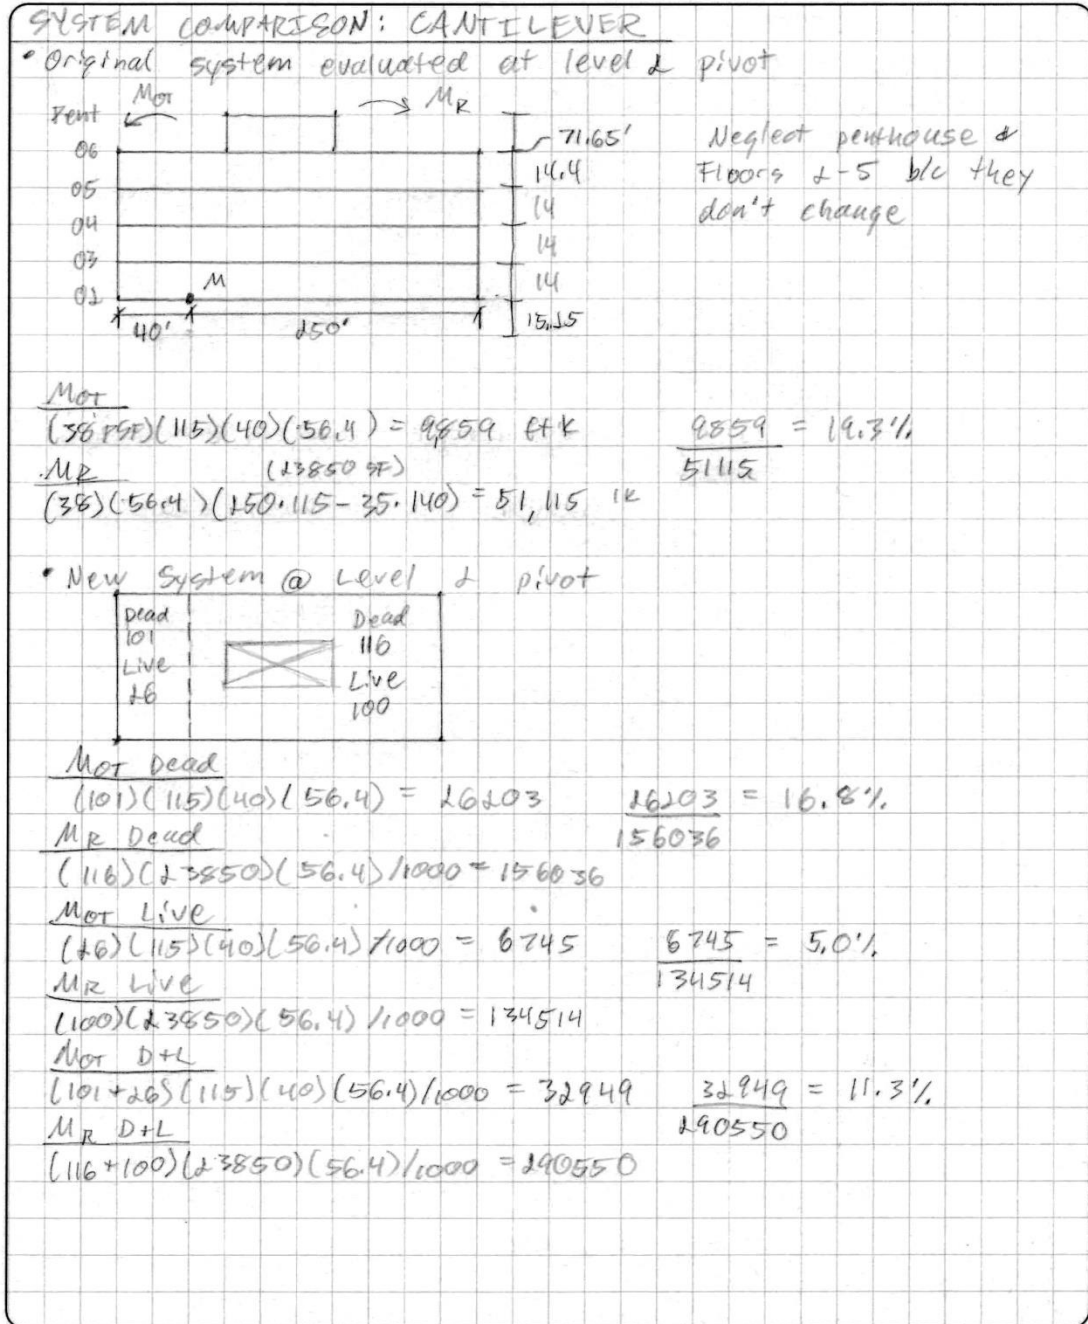 SYSTEM COMPARISON: CANTILEVER
• Original system evaluated at level 2 pivot
MOT MR
Pent
06
05
04
03
02
M
40' 250'
71.65'
14.4
14
14
14
15.25
Neglect penthouse &
Floors 2-5 b/c they
don't change
MOT
(38 PSF)(115)(40)(56.4) = 9,859 ftk 9859/51115 = 19.3%
MR (23850 SF)
(38)(56.4)(250·115 - 35·140) = 51,115 'k
• New System @ Level 2 pivot
Dead
101
Live
26
Dead
116
Live
100
MOT Dead
(101)(115)(40)(56.4) = 26203 26203/156036 = 16.8%
MR Dead
(116)(23850)(56.4)/1000 = 156036
MOT Live
(26)(115)(40)(56.4)/1000 = 6745 6745/134514 = 5.0%
MR Live
(100)(23850)(56.4)/1000 = 134514
MOT D+L
(101+26)(115)(40)(56.4)/1000 = 32949 32949/290550 = 11.3%
MR D+L
(116+100)(23850)(56.4)/1000 = 290550